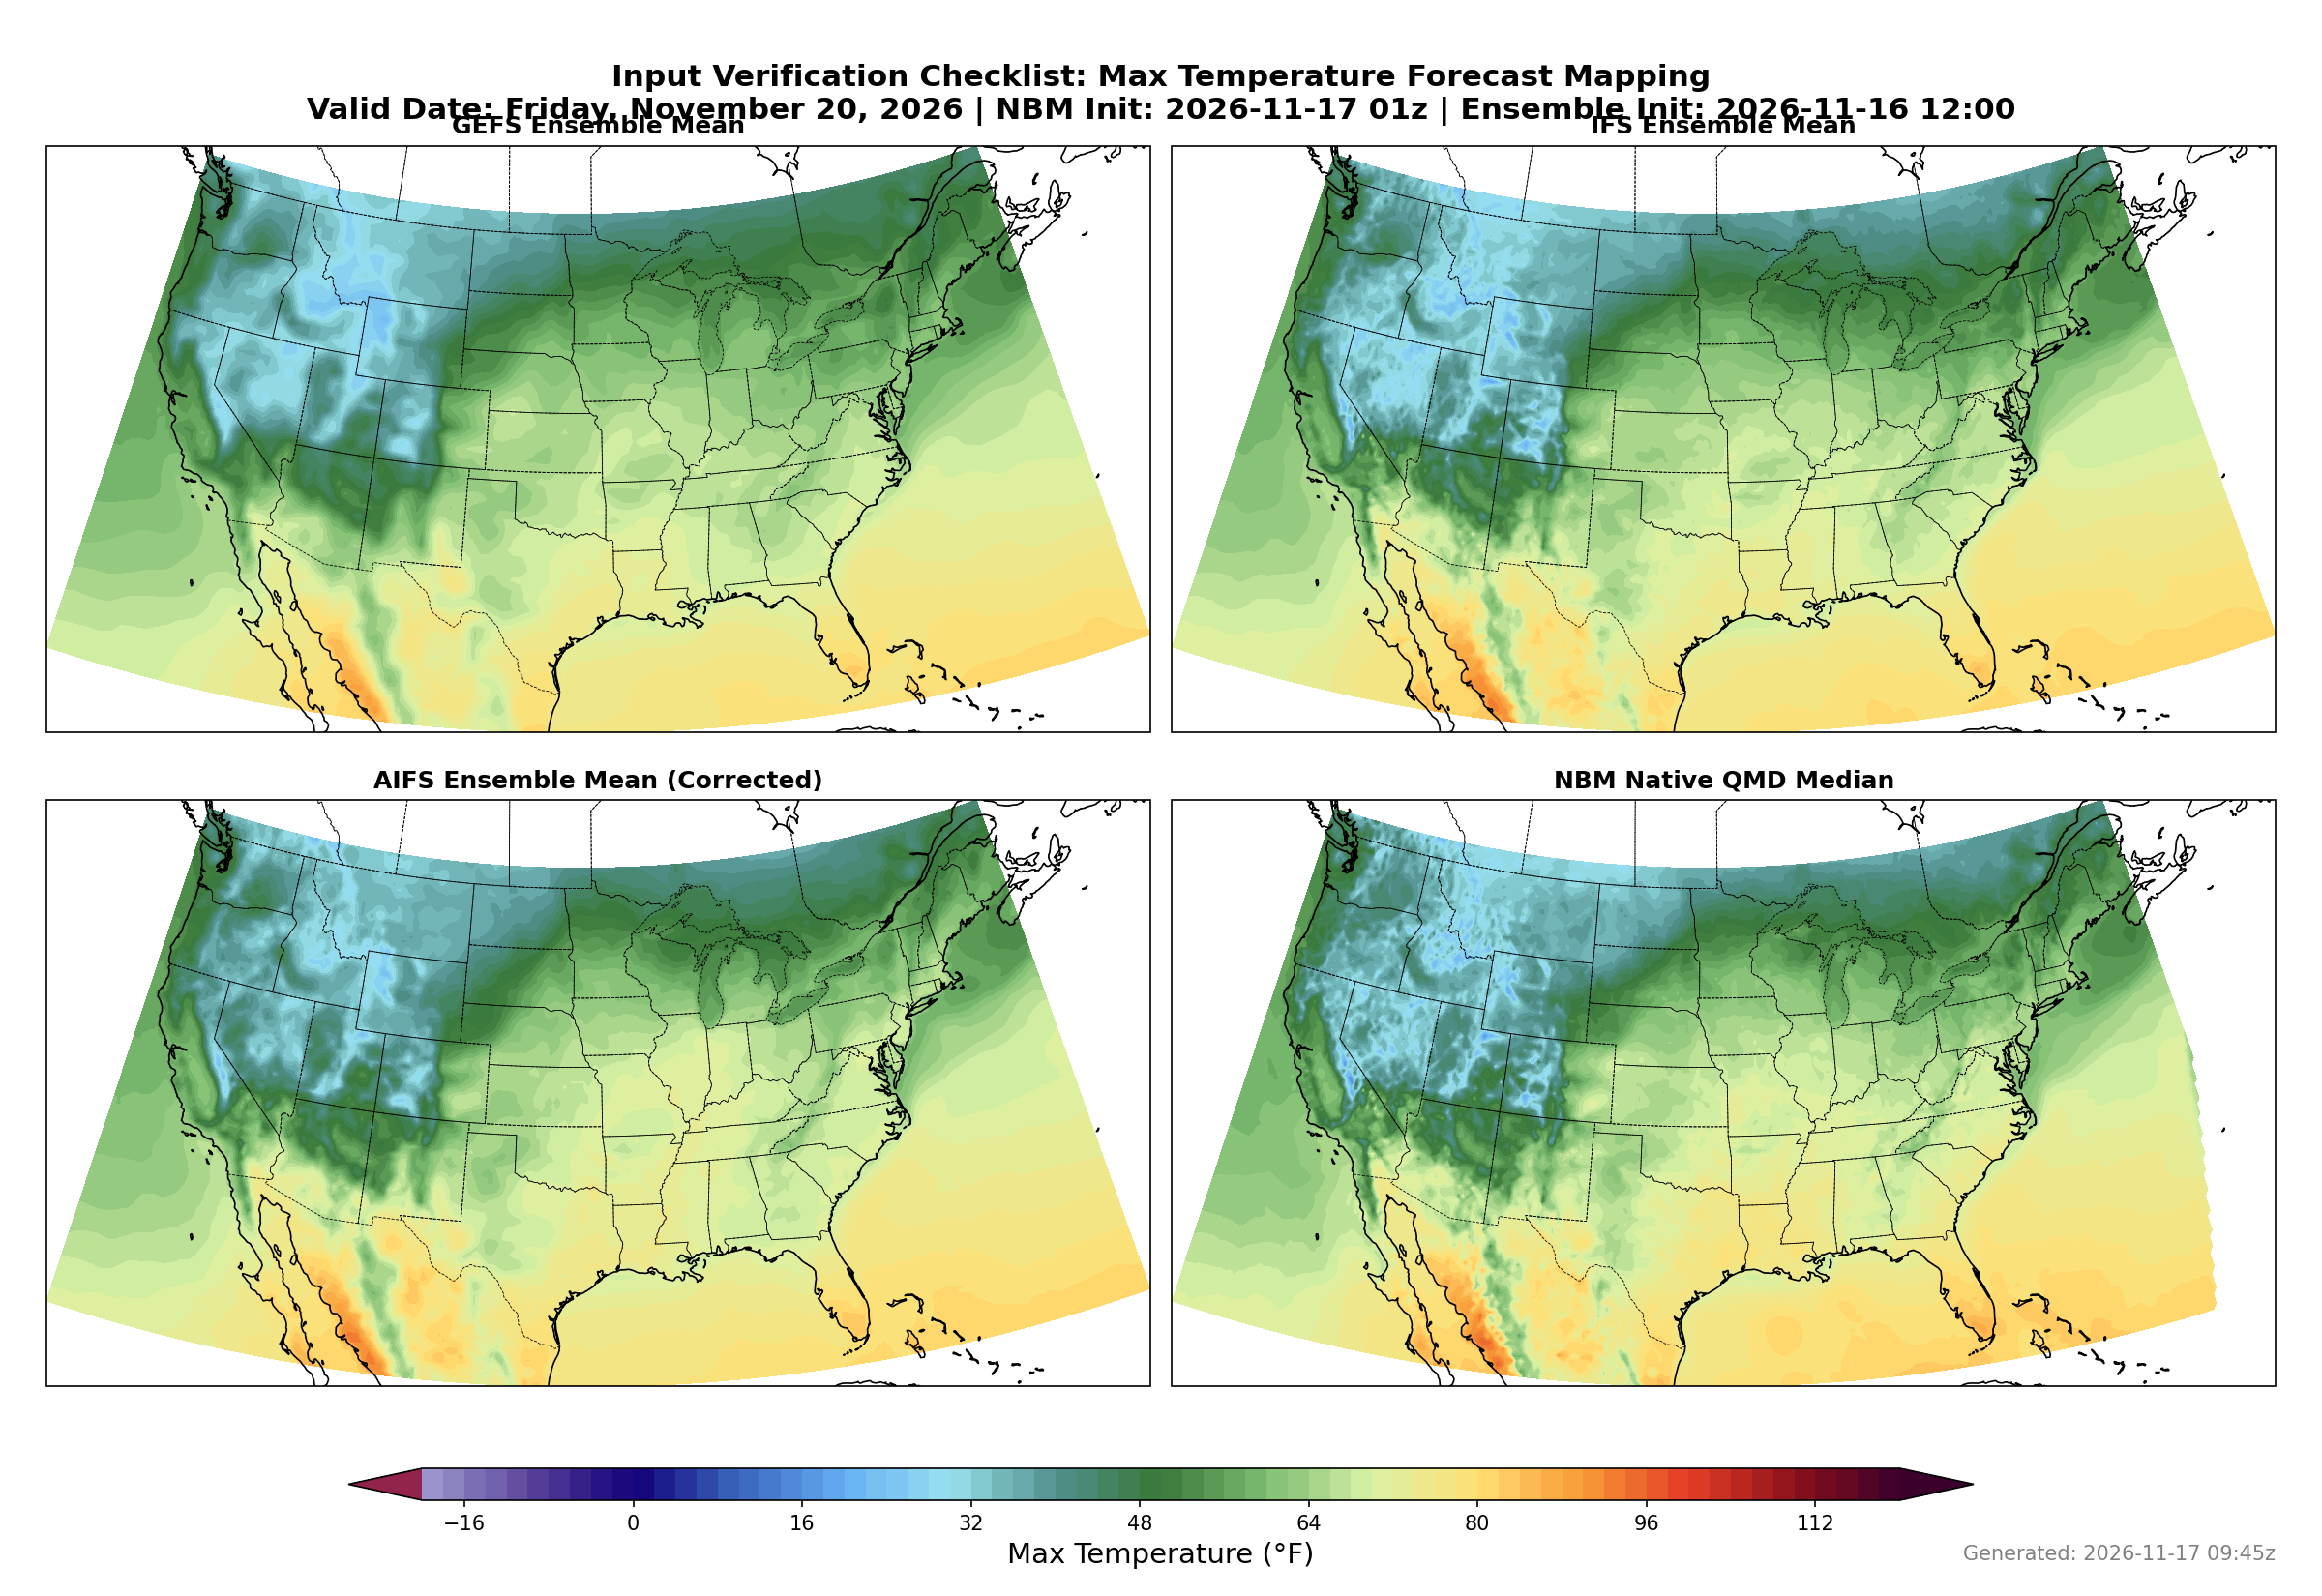 Input Verification Checklist: Max Temperature Forecast Mapping
Valid Date: Friday, November 20, 2026 | NBM Init: 2026-11-17 01z | Ensemble Init: 2026-11-16 12:00
GEFS Ensemble Mean
IFS Ensemble Mean
AIFS Ensemble Mean (Corrected)
NBM Native QMD Median
−16 0 16 32 48 64 80 96 112
Max Temperature (°F)
Generated: 2026-11-17 09:45z